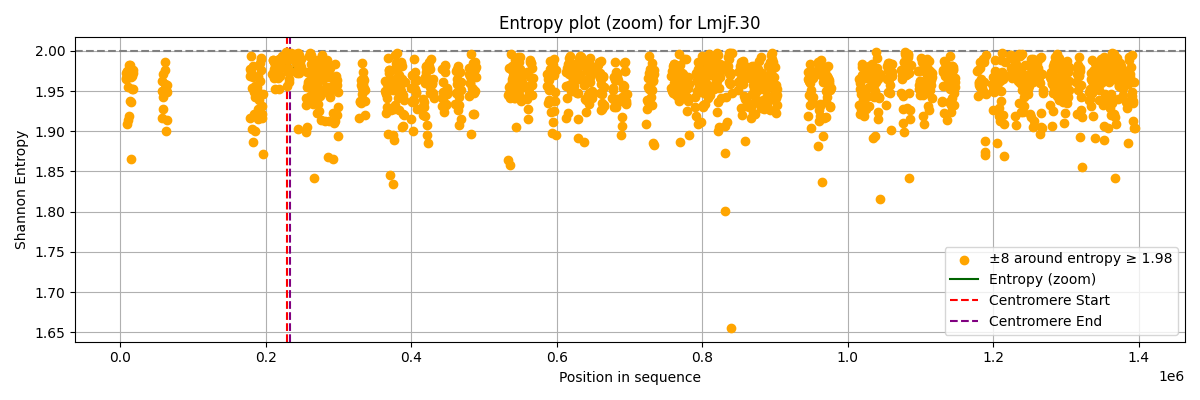 Entropy plot (zoom) for LmjF.30
Shannon Entropy
2.00
1.95
1.90
1.85
1.80
1.75
1.70
1.65
±8 around entropy ≥ 1.98
Entropy (zoom)
Centromere Start
Centromere End
0.0 0.2 0.4 0.6 0.8 1.0 1.2 1.4
1e6
Position in sequence